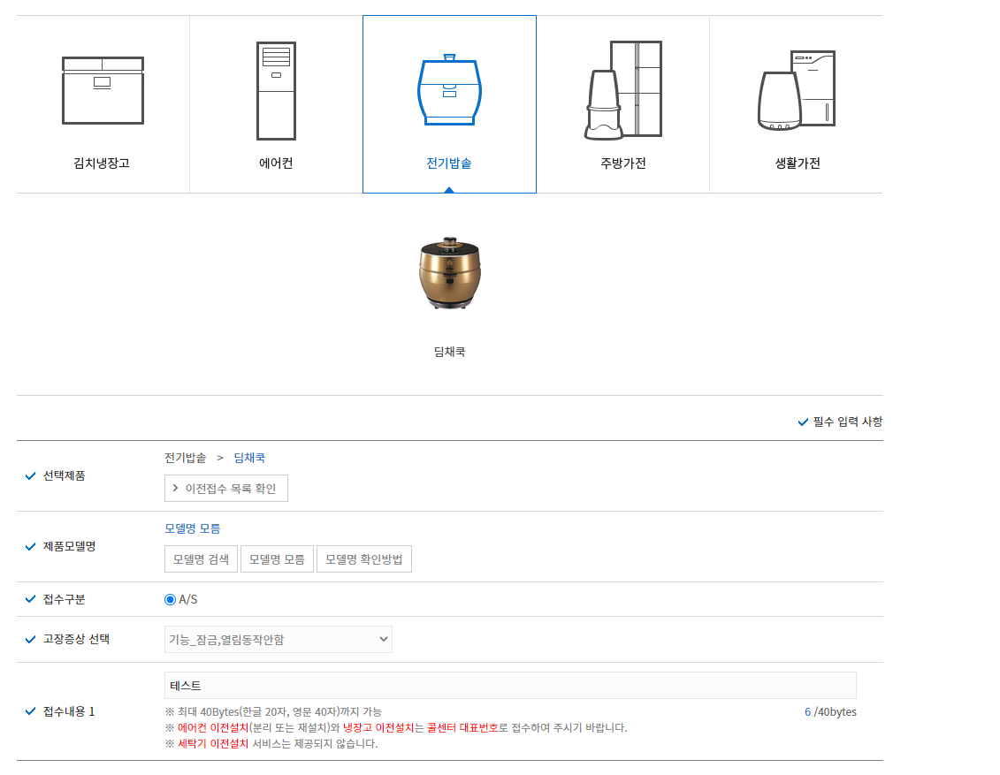 김치냉장고 에어컨 전기밥솥 주방가전 생활가전
딤채쿡
필수 입력 사항
선택제품
전기밥솥 > 딤채쿡
이전접수 목록 확인
제품모델명
모델명 모름
모델명 검색 모델명 모름 모델명 확인방법
접수구분 A/S
고장증상 선택 기능_잠금,열림동작안함
테스트
접수내용 1
※ 최대 40Bytes(한글 20자, 영문 40자)까지 가능 6 /40bytes
※ 에어컨 이전설치(분리 또는 재설치)와 냉장고 이전설치는 콜센터 대표번호로 접수하여 주시기 바랍니다.
※ 세탁기 이전설치 서비스는 제공되지 않습니다.